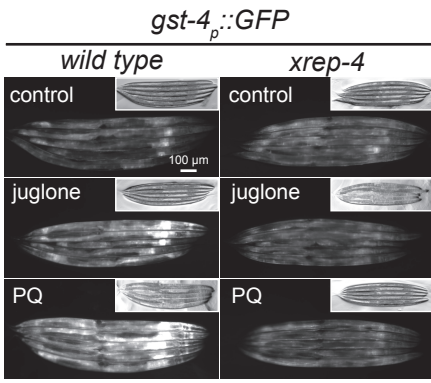 gst-4p::GFP
wild type xrep-4
control control
100 µm
juglone juglone
PQ PQ